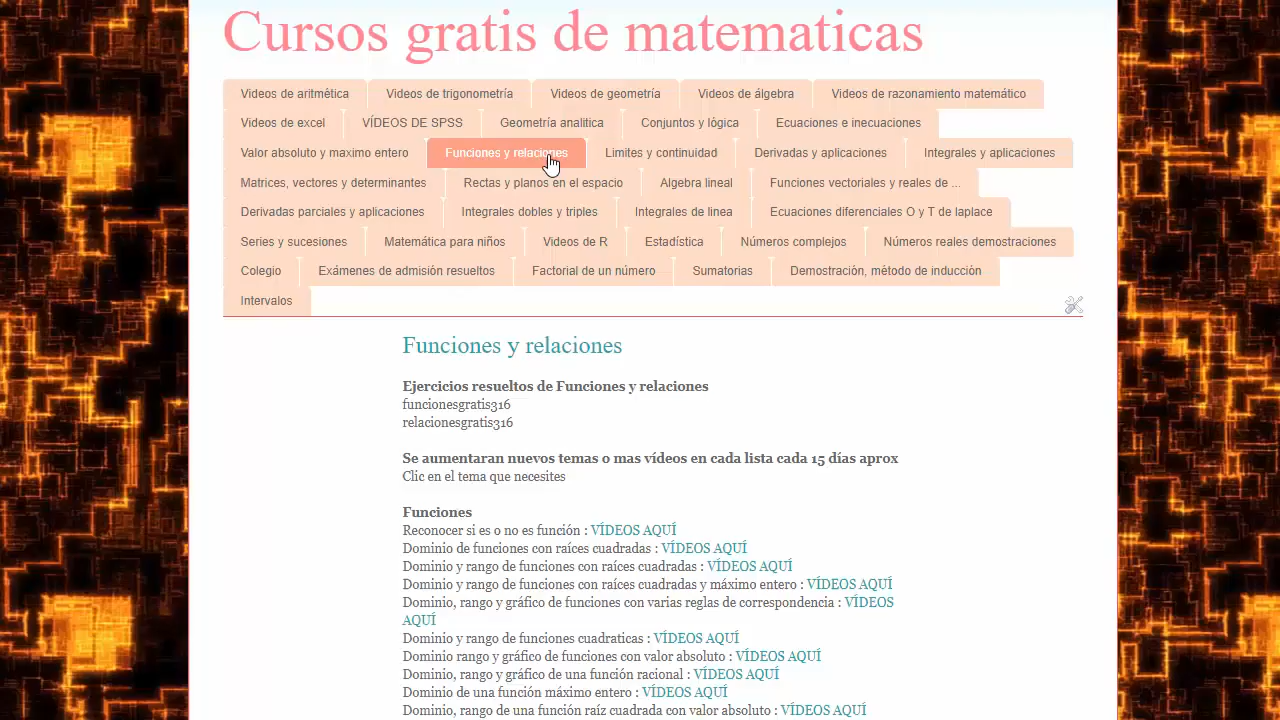 Cursos gratis de matematicas
Videos de aritmética Videos de trigonometría Videos de geometría Videos de álgebra Videos de razonamiento matemático
Videos de excel VÍDEOS DE SPSS Geometría analitica Conjuntos y lógica Ecuaciones e inecuaciones
Valor absoluto y maximo entero Funciones y relaciones Limites y continuidad Derivadas y aplicaciones Integrales y aplicaciones
Matrices, vectores y determinantes Rectas y planos en el espacio Algebra lineal Funciones vectoriales y reales de ...
Derivadas parciales y aplicaciones Integrales dobles y triples Integrales de linea Ecuaciones diferenciales O y T de laplace
Series y sucesiones Matemática para niños Videos de R Estadística Números complejos Números reales demostraciones
Colegio Exámenes de admisión resueltos Factorial de un número Sumatorias Demostración, método de inducción
Intervalos
Funciones y relaciones
Ejercicios resueltos de Funciones y relaciones
funcionesgratis316
relacionesgratis316
Se aumentaran nuevos temas o mas vídeos en cada lista cada 15 días aprox
Clic en el tema que necesites
Funciones
Reconocer si es o no es función : VÍDEOS AQUÍ
Dominio de funciones con raíces cuadradas : VÍDEOS AQUÍ
Dominio y rango de funciones con raíces cuadradas : VÍDEOS AQUÍ
Dominio y rango de funciones con raíces cuadradas y máximo entero : VÍDEOS AQUÍ
Dominio, rango y gráfico de funciones con varias reglas de correspondencia : VÍDEOS
AQUÍ
Dominio y rango de funciones cuadraticas : VÍDEOS AQUÍ
Dominio rango y gráfico de funciones con valor absoluto : VÍDEOS AQUÍ
Dominio, rango y gráfico de una función racional : VÍDEOS AQUÍ
Dominio de una función máximo entero : VÍDEOS AQUÍ
Dominio, rango de una función raíz cuadrada con valor absoluto : VÍDEOS AQUÍ